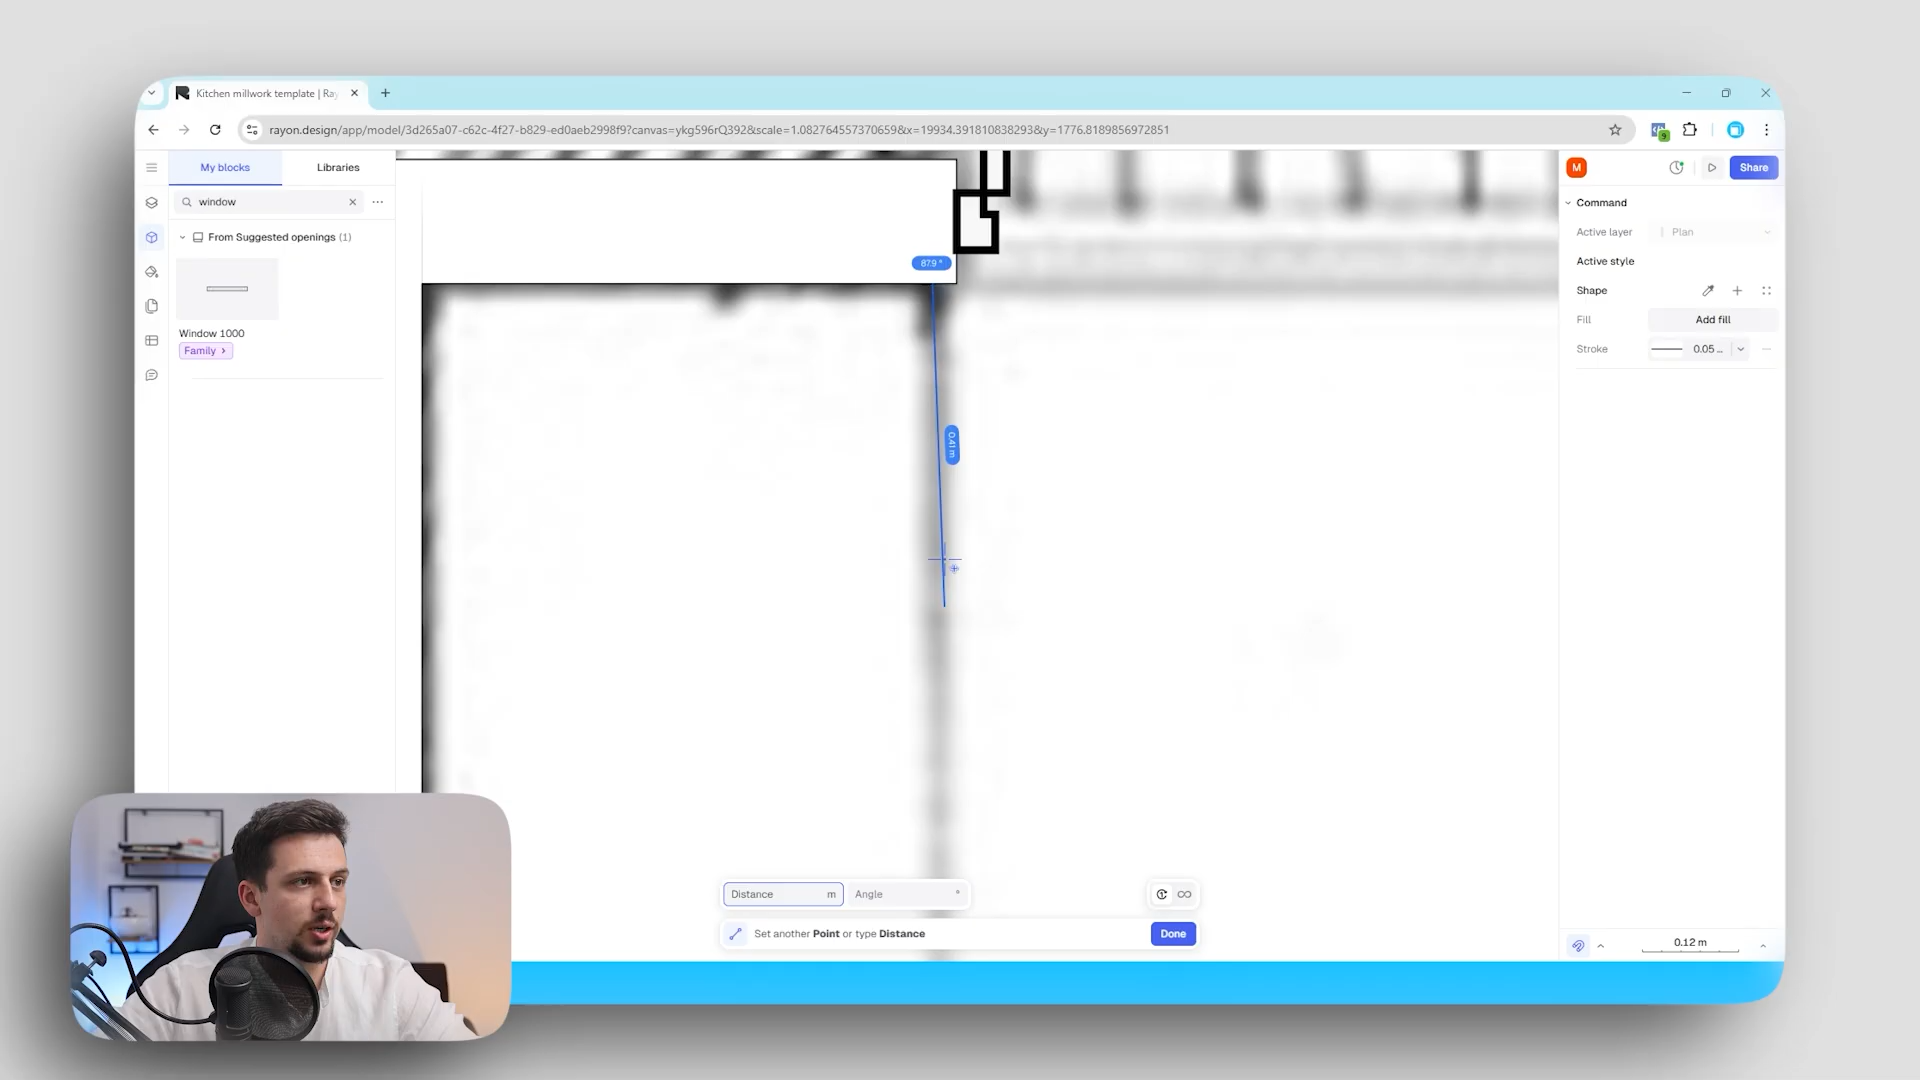 Kitchen millwork template | Ray
rayon.design/app/model/3d265a07-c62c-4f27-b829-ed0aeb2998f9?canvas=ykg596rQ392&scale=1.082764557370659&x=19934.391810838293&y=1776.8189856972851
9
My blocks
Libraries
window
From Suggested openings (1)
Window 1000
Family
87.9 °
0.41 m
M
Share
Command
Active layer
Plan
Active style
Shape
Fill
Add fill
Stroke
0.05 ...
Distance
m
Angle
°
Set another Point or type Distance
Done
0.12 m